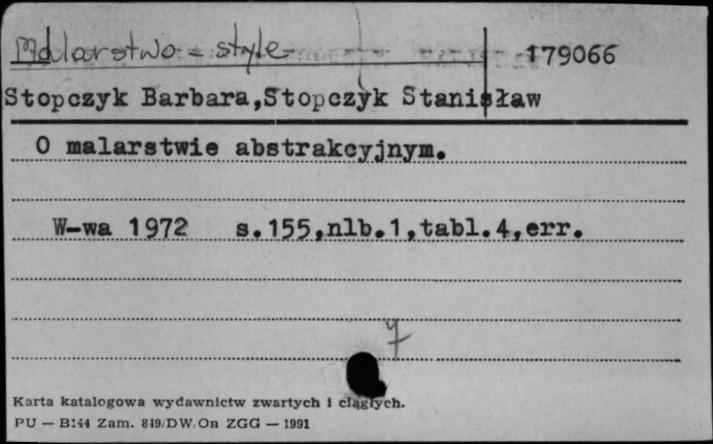 Malarstwo - style 179066
Stopczyk Barbara,Stopczyk Stanisław
O malarstwie abstrakcyjnym.
W-wa 1972 s.155,nlb.1,tabl.4,err.
7
Karta katalogowa wydawnictw zwartych i ciągłych.
PU — B144 Zam. 819/DW/On ZGG — 1991